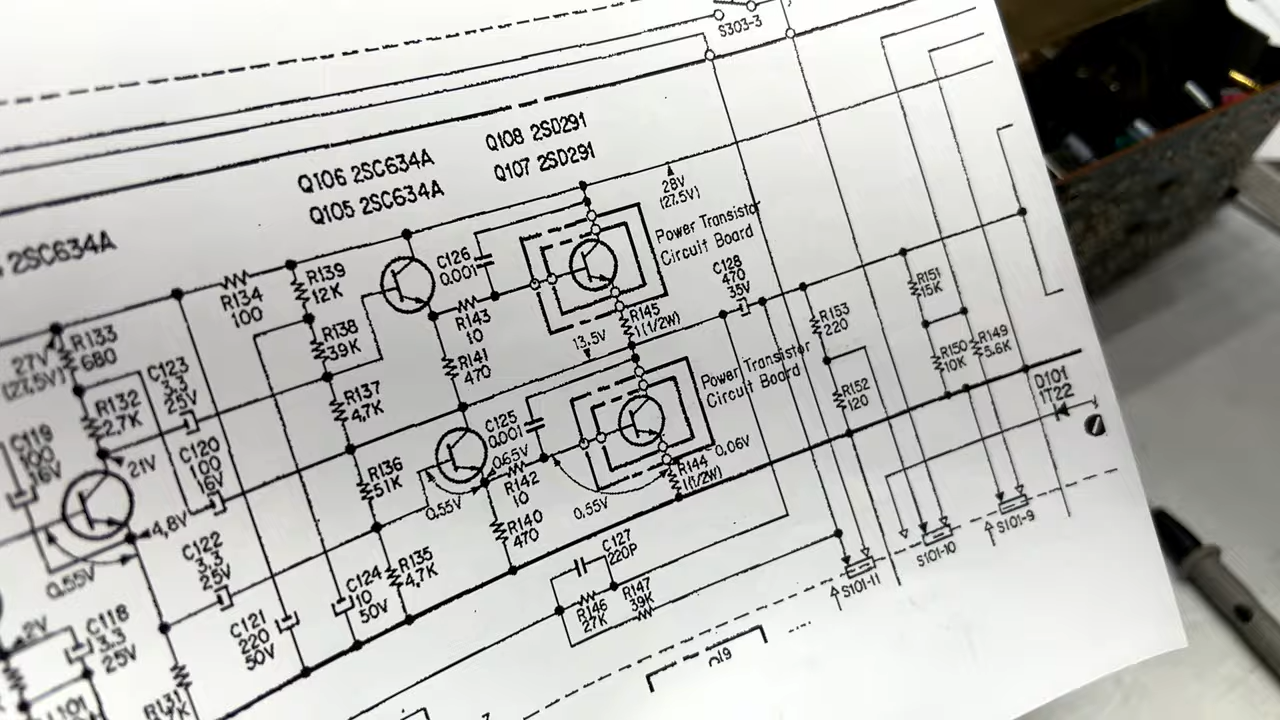 S303-3
Q108 2SD291
Q107 2SD291
Q106 2SC634A
Q105 2SC634A
2SC634A
28V
(27.5V)
Power Transistor
Circuit Board
C126
0.001
R139
12K
R134
100
R143
10
R145
1(1/2W)
C128
470
35V
R151
15K
R153
220
R149
5.6K
R150
10K
R133
680
27V
(27.5V)
R138
39K
13.5V
R141
470
C123
3.3
25V
R137
4.7K
Power Transistor
Circuit Board
R152
120
D101
1T22
R132
2.7K
C125
0.001
0.65V
C119
100
16V
21V
C120
100
16V
R136
51K
R142
10
R144
1(1/2W)
0.06V
0.55V
0.55V
4.8V
R140
470
S101-9
S101-10
S101-11
C122
3.3
25V
0.55V
R135
4.7K
C124
10
50V
C127
220P
R147
39K
R146
27K
C121
220
50V
2V
C118
3.3
25V
R131